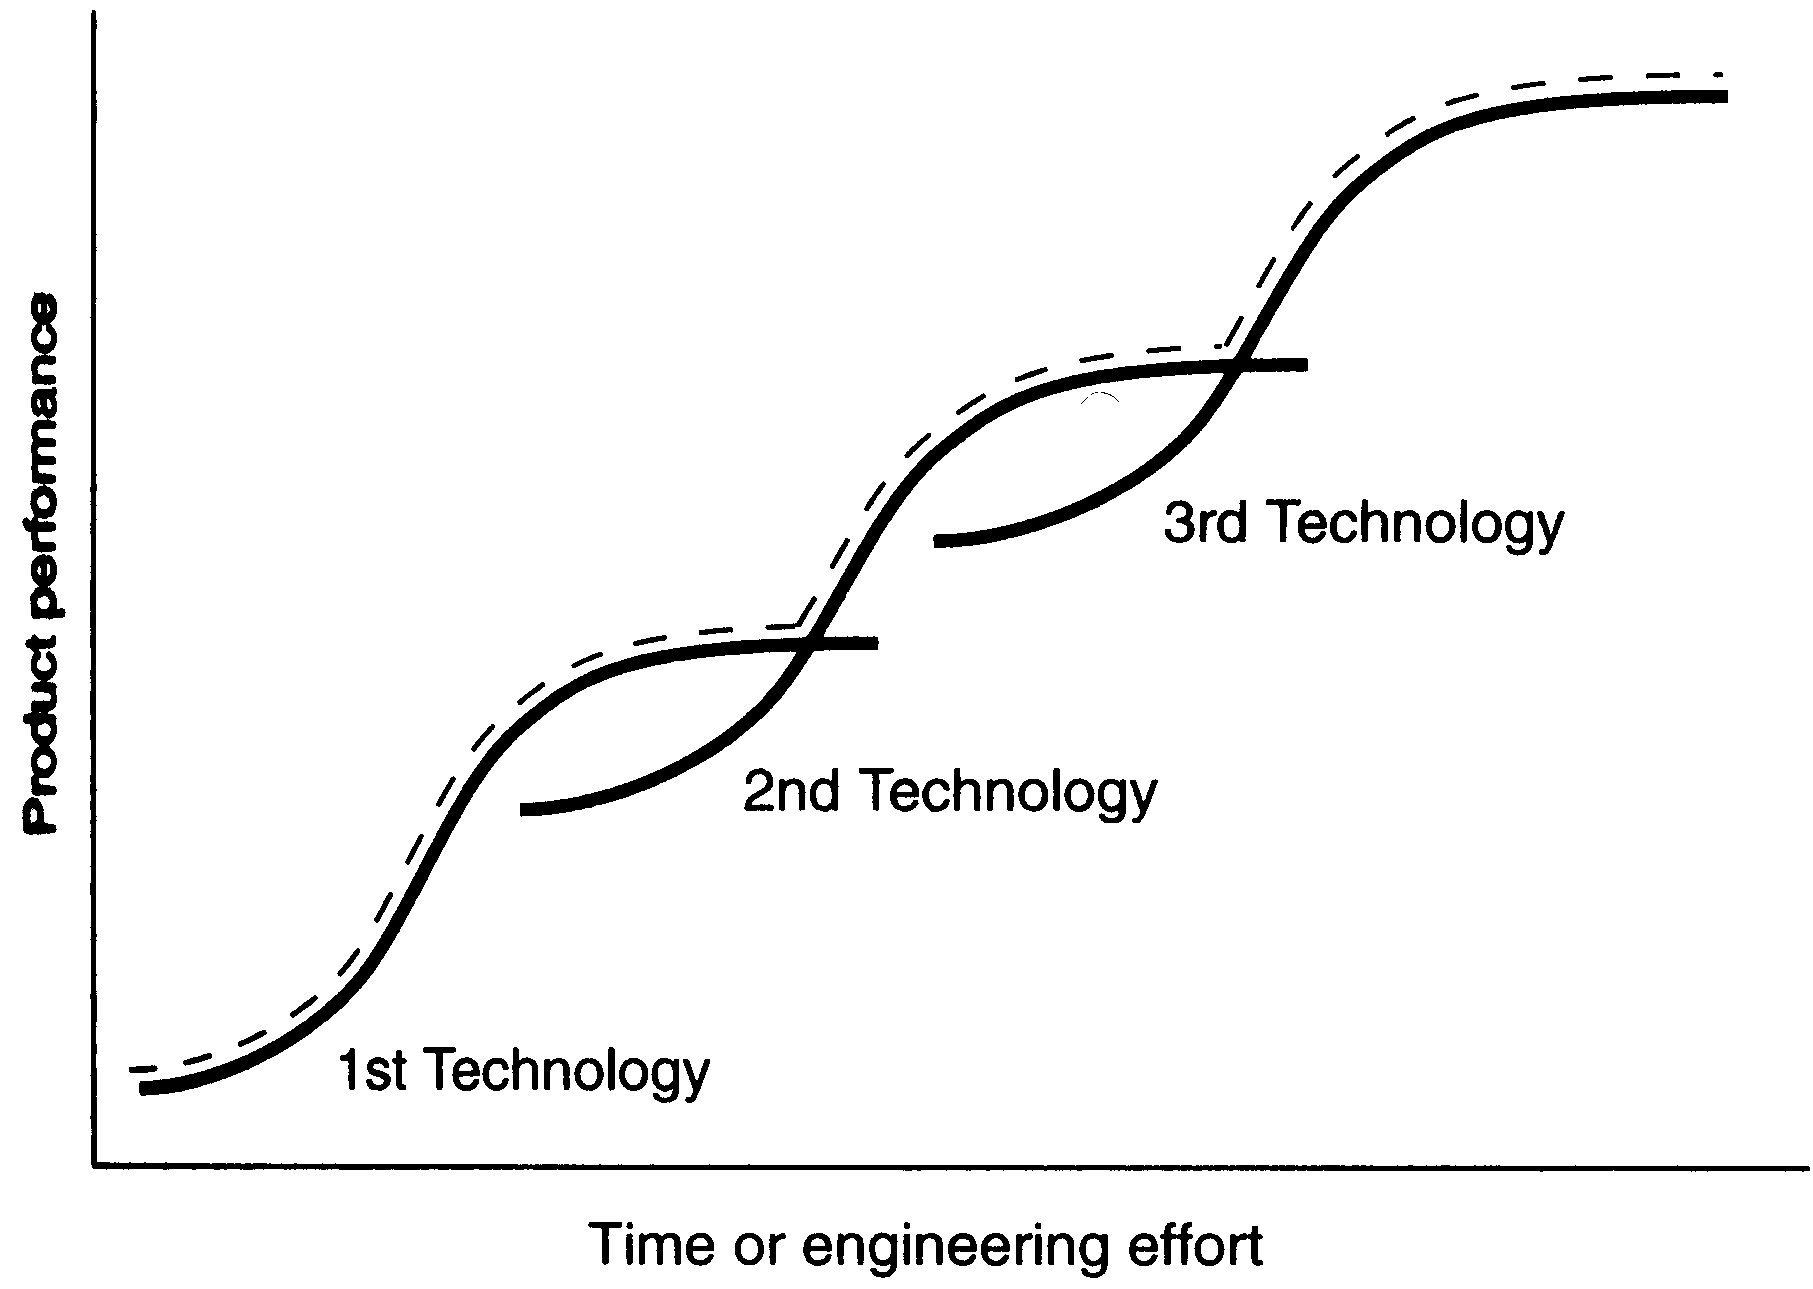 Product performance
3rd Technology
2nd Technology
1st Technology
Time or engineering effort